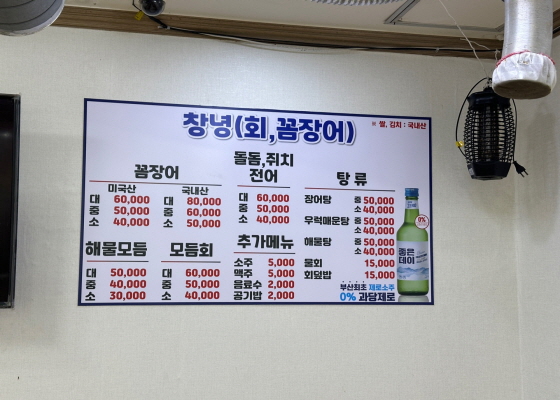 창녕(회,꼼장어)
※ 쌀, 김치 : 국내산
꼼장어
미국산
대 60,000
중 50,000
소 40,000
국내산
대 80,000
중 60,000
소 50,000
돌돔,쥐치
전어
대 60,000
중 50,000
소 40,000
탕 류
장어탕 중 50,000
소 40,000
우럭매운탕 중 50,000
소 40,000
해물탕 중 50,000
소 40,000
물회 15,000
회덮밥 15,000
해물모듬
대 50,000
중 40,000
소 30,000
모듬회
대 60,000
중 50,000
소 40,000
추가메뉴
소주 5,000
맥주 5,000
음료수 2,000
공기밥 2,000
0%
좋은
데이
부산최초 제로소주
0% 과당제로